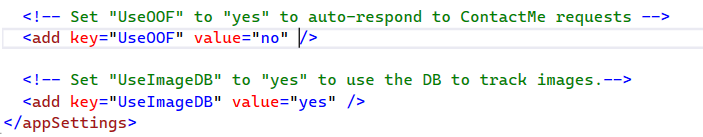 <!-- Set "UseOOF" to "yes" to auto-respond to ContactMe requests -->
<add key="UseOOF" value="no" />
<!-- Set "UseImageDB" to "yes" to use the DB to track images.-->
<add key="UseImageDB" value="yes" />
</appSettings>